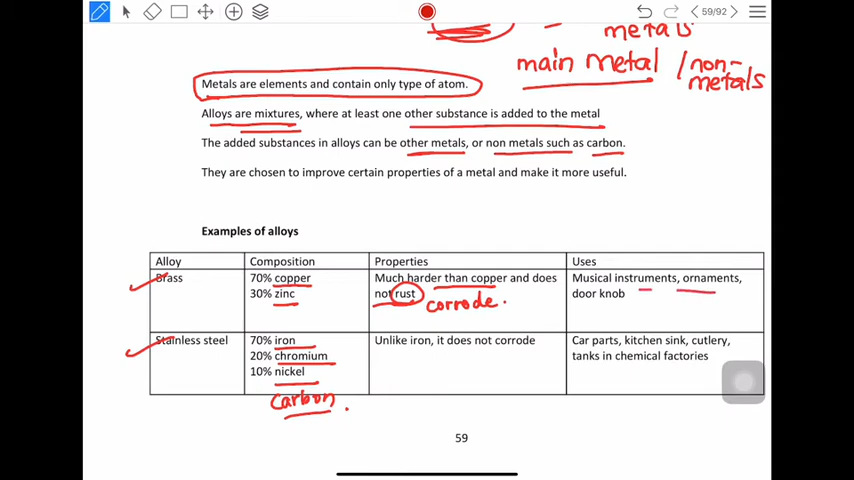 59/92
metals
main metal / non-
metals
Metals are elements and contain only type of atom.
Alloys are mixtures, where at least one other substance is added to the metal
The added substances in alloys can be other metals, or non metals such as carbon.
They are chosen to improve certain properties of a metal and make it more useful.
Examples of alloys
Alloy Composition Properties Uses
Brass 70% copper Much harder than copper and does Musical instruments, ornaments,
30% zinc not rust corrode. door knob
Stainless steel 70% iron Unlike iron, it does not corrode Car parts, kitchen sink, cutlery,
20% chromium tanks in chemical factories
10% nickel
carbon.
59